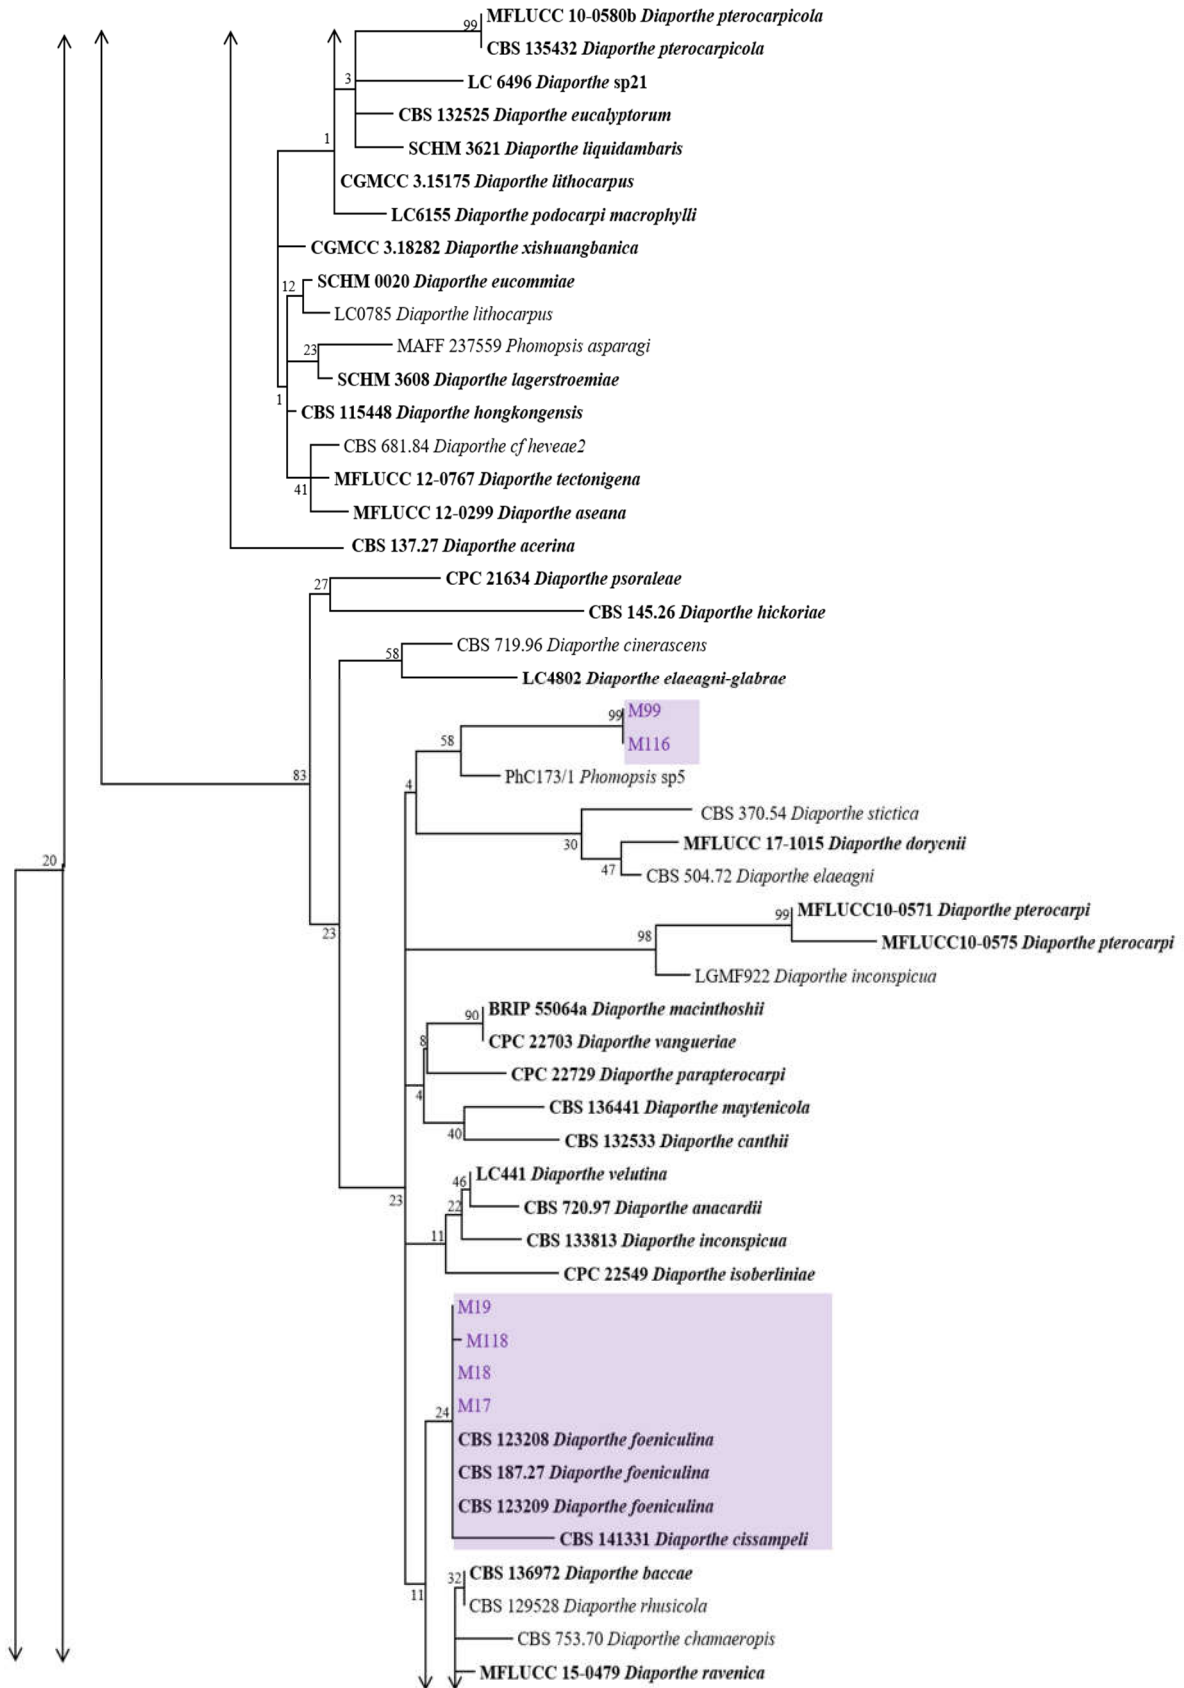 MFLUCC 10-0580b Diaporthe pterocarpicola
99
CBS 135432 Diaporthe pterocarpicola
3
LC 6496 Diaporthe sp21
CBS 132525 Diaporthe eucalyptorum
1
SCHM 3621 Diaporthe liquidambaris
CGMCC 3.15175 Diaporthe lithocarpus
LC6155 Diaporthe podocarpi macrophylli
CGMCC 3.18282 Diaporthe xishuangbanica
SCHM 0020 Diaporthe eucommiae
12
LC0785 Diaporthe lithocarpus
MAFF 237559 Phomopsis asparagi
23
SCHM 3608 Diaporthe lagerstroemiae
1
CBS 115448 Diaporthe hongkongensis
CBS 681.84 Diaporthe cf heveae2
MFLUCC 12-0767 Diaporthe tectonigena
41
MFLUCC 12-0299 Diaporthe aseana
CBS 137.27 Diaporthe acerina
CPC 21634 Diaporthe psoraleae
27
CBS 145.26 Diaporthe hickoriae
CBS 719.96 Diaporthe cinerascens
58
LC4802 Diaporthe elaeagni-glabrae
M99
99
M116
58
PhC173/1 Phomopsis sp5
83
4
CBS 370.54 Diaporthe stictica
30
MFLUCC 17-1015 Diaporthe dorycnii
47
CBS 504.72 Diaporthe elaeagni
20
MFLUCC10-0571 Diaporthe pterocarpi
99
23
98
MFLUCC10-0575 Diaporthe pterocarpi
LGMF922 Diaporthe inconspicua
BRIP 55064a Diaporthe macinthoshii
90
CPC 22703 Diaporthe vangueriae
8
CPC 22729 Diaporthe parapterocarpi
4
CBS 136441 Diaporthe maytenicola
40
CBS 132533 Diaporthe canthii
LC441 Diaporthe velutina
46
23
CBS 720.97 Diaporthe anacardii
22
11
CBS 133813 Diaporthe inconspicua
CPC 22549 Diaporthe isoberliniae
M19
M118
M18
M17
24
CBS 123208 Diaporthe foeniculina
CBS 187.27 Diaporthe foeniculina
CBS 123209 Diaporthe foeniculina
CBS 141331 Diaporthe cissampeli
CBS 136972 Diaporthe baccae
32
11
CBS 129528 Diaporthe rhusicola
CBS 753.70 Diaporthe chamaeropis
MFLUCC 15-0479 Diaporthe ravenica